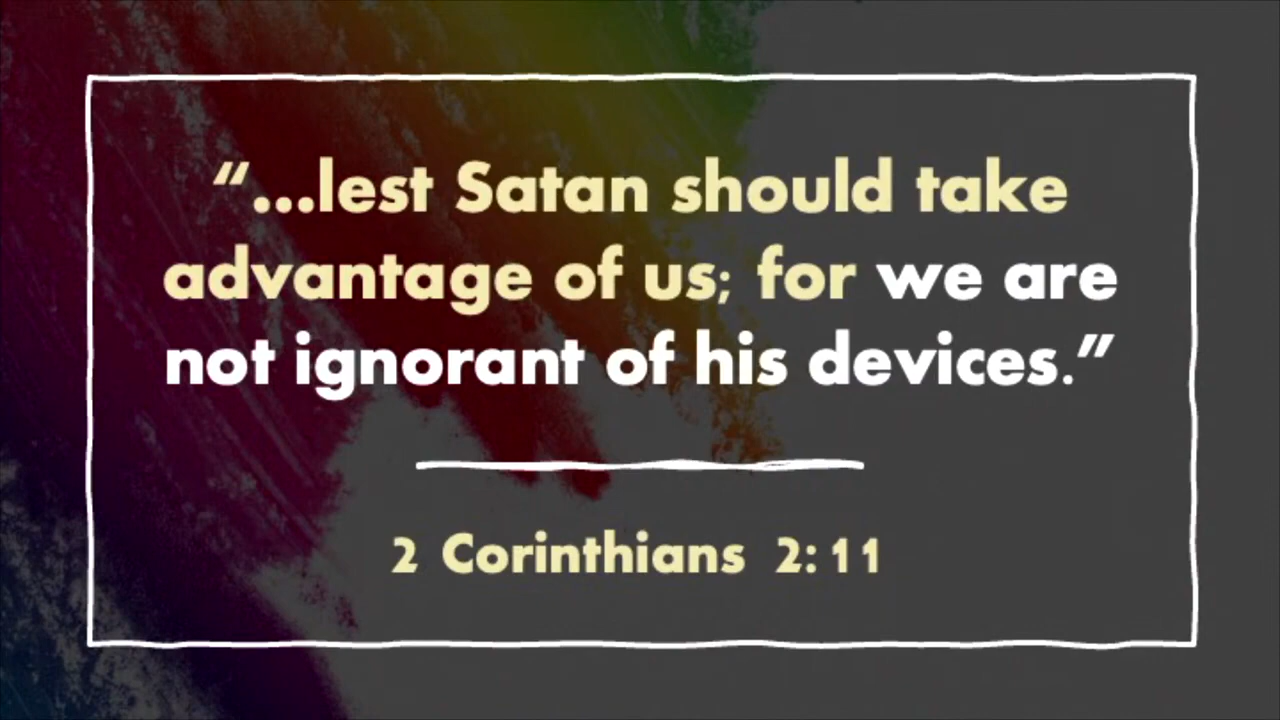 “...lest Satan should take
advantage of us; for we are
not ignorant of his devices.”
2 Corinthians 2:11